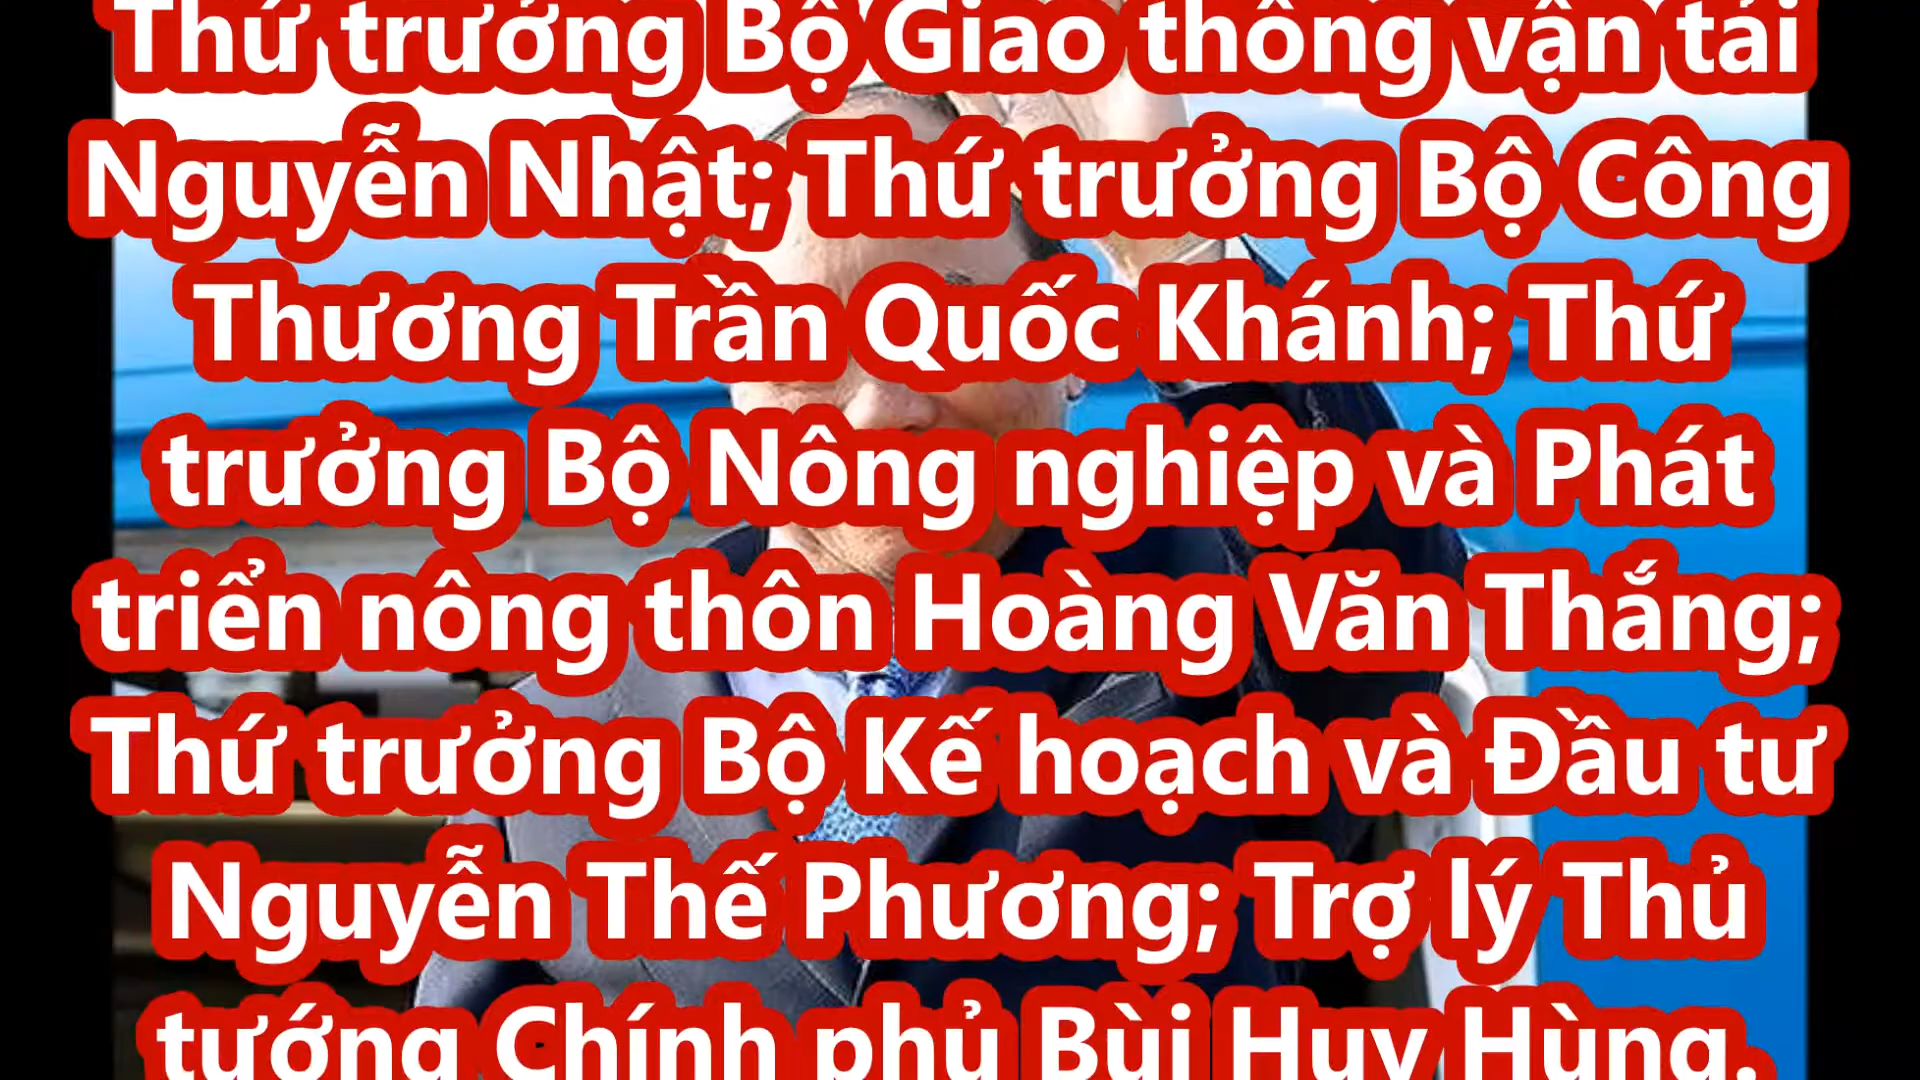 Thứ trưởng Bộ Giao thông vận tải
Nguyễn Nhật; Thứ trưởng Bộ Công
Thương Trần Quốc Khánh; Thứ
trưởng Bộ Nông nghiệp và Phát
triển nông thôn Hoàng Văn Thắng;
Thứ trưởng Bộ Kế hoạch và Đầu tư
Nguyễn Thế Phương; Trợ lý Thủ
tướng Chính phủ Bùi Huy Hùng.